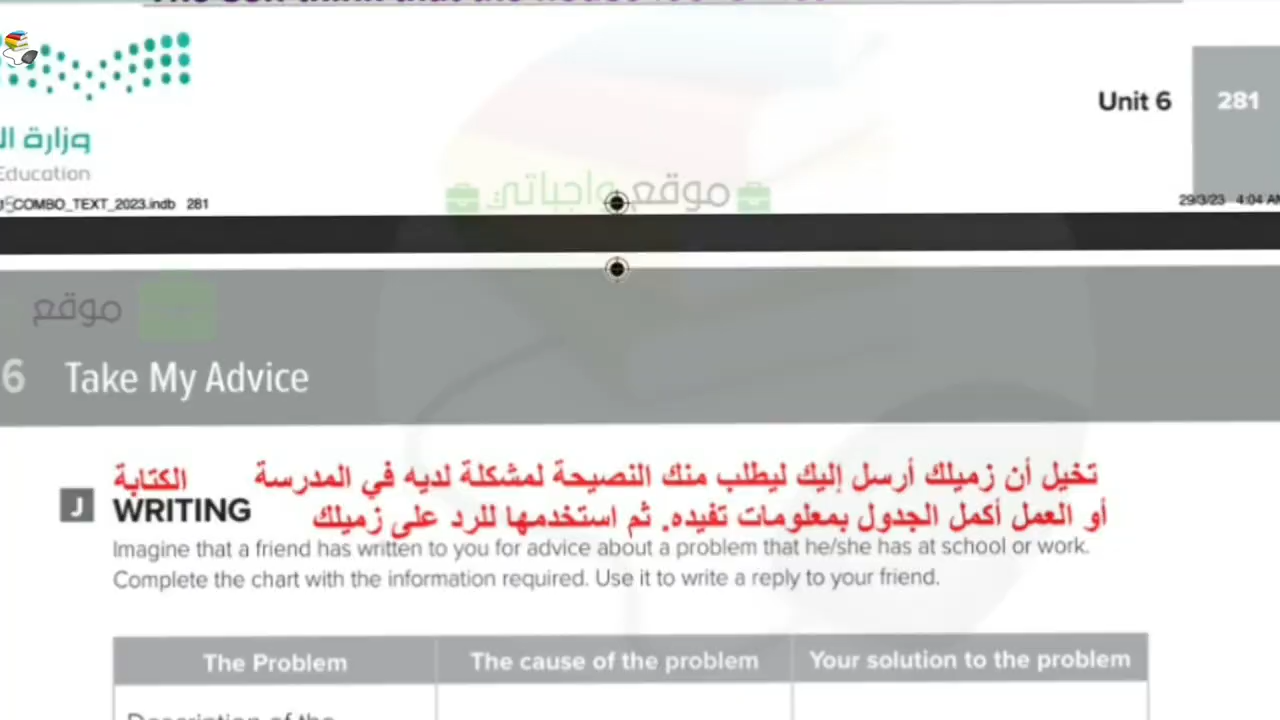 Unit 6
281
وزارة
Education
COMBO_TEXT_2023.indb 281
موقع واجباتي
29/3/23 4:04 AM
موقع
6 Take My Advice
الكتابة
تخيل أن زميلك أرسل إليك ليطلب منك النصيحة لمشكلة لديه في المدرسة
أو العمل أكمل الجدول بمعلومات تفيده. ثم استخدمها للرد على زميلك
J WRITING
Imagine that a friend has written to you for advice about a problem that he/she has at school or work.
Complete the chart with the information required. Use it to write a reply to your friend.
The Problem
The cause of the problem
Your solution to the problem
Description of the